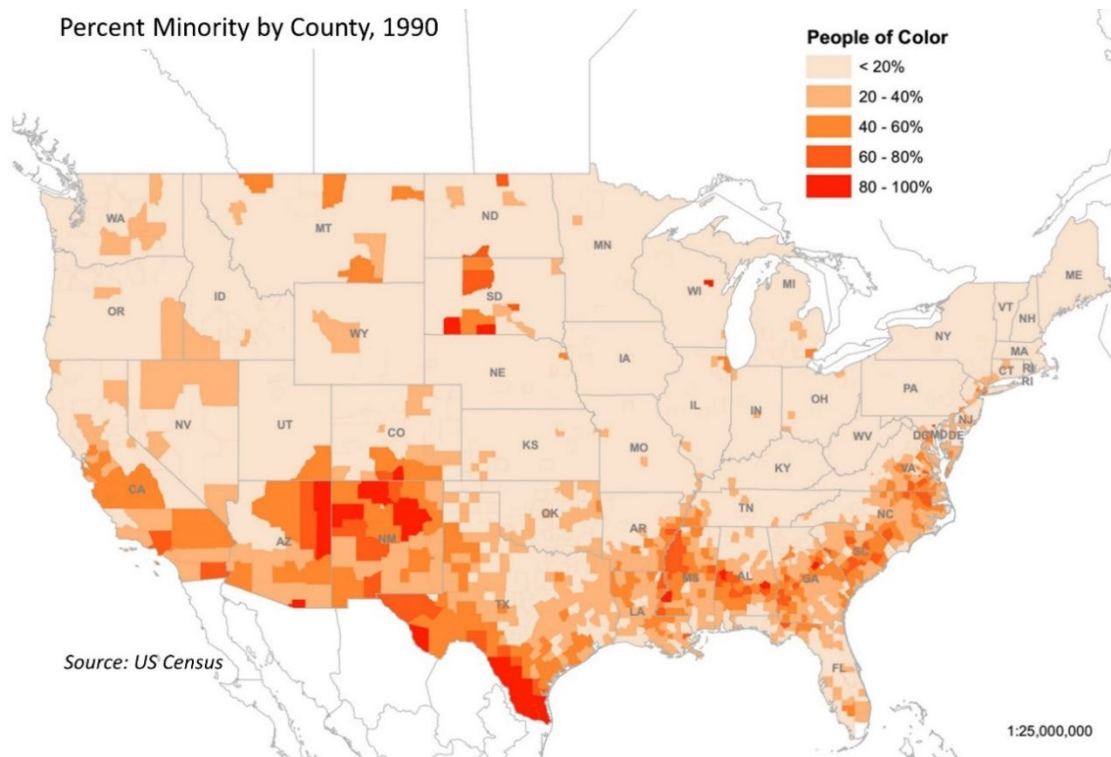 Percent Minority by County, 1990
People of Color
< 20%
20 - 40%
40 - 60%
60 - 80%
80 - 100%
WA
MT
ND
MN
ME
OR
ID
SD
WI
MI
VT
NH
WY
NY
MA
CT
RI
RI
NE
IA
PA
NV
UT
CO
IL
IN
OH
NJ
KS
MO
WV
DC
MD
DE
CA
KY
VA
AZ
NM
OK
AR
TN
NC
SC
TX
LA
MS
AL
GA
FL
Source: US Census
1:25,000,000